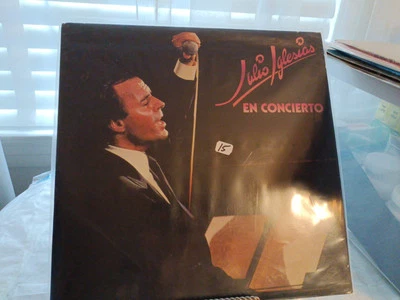 Julio Iglesias
EN CONCIERTO
15